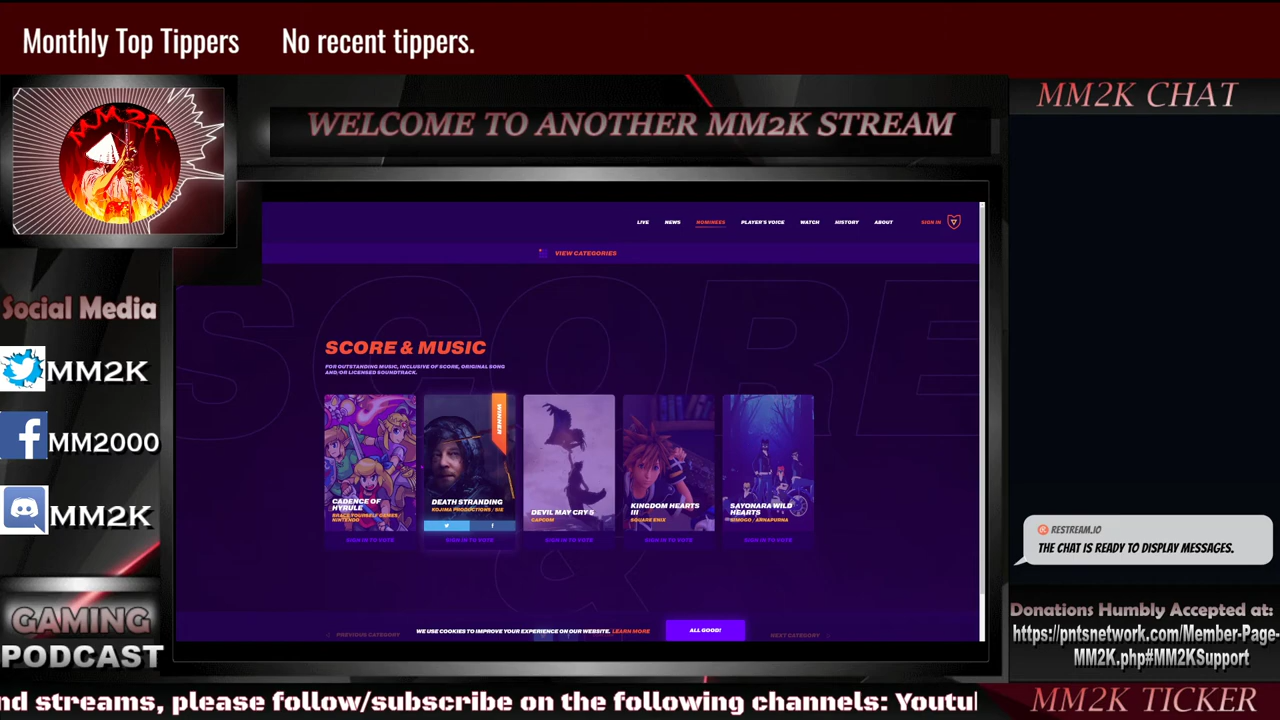 Monthly Top Tippers
No recent tippers.
MM2K
WELCOME TO ANOTHER MM2K STREAM
MM2K CHAT
LIVE
NEWS
NOMINEES
PLAYER'S VOICE
WATCH
HISTORY
ABOUT
SIGN IN
VIEW CATEGORIES
SCORE
Social Media
MM2K
MM2000
MM2K
SCORE & MUSIC
FOR OUTSTANDING MUSIC, INCLUSIVE OF SCORE, ORIGINAL SONG
AND/OR LICENSED SOUNDTRACK.
WINNER
CADENCE OF
HYRULE
BRACE YOURSELF GAMES /
NINTENDO
SIGN IN TO VOTE
DEATH STRANDING
KOJIMA PRODUCTIONS / SIE
SIGN IN TO VOTE
DEVIL MAY CRY 5
CAPCOM
SIGN IN TO VOTE
KINGDOM HEARTS
III
SQUARE ENIX
SIGN IN TO VOTE
SAYONARA WILD
HEARTS
SIMOGO / ANNAPURNA
SIGN IN TO VOTE
&
PREVIOUS CATEGORY
WE USE COOKIES TO IMPROVE YOUR EXPERIENCE ON OUR WEBSITE. LEARN MORE
ALL GOOD!
NEXT CATEGORY
RESTREAM.IO
THE CHAT IS READY TO DISPLAY MESSAGES.
Donations Humbly Accepted at:
https://pntsnetwork.com/Member-Page-
MM2K.php#MM2KSupport
GAMING
PODCAST
nd streams, please follow/subscribe on the following channels: Youtu
MM2K TICKER